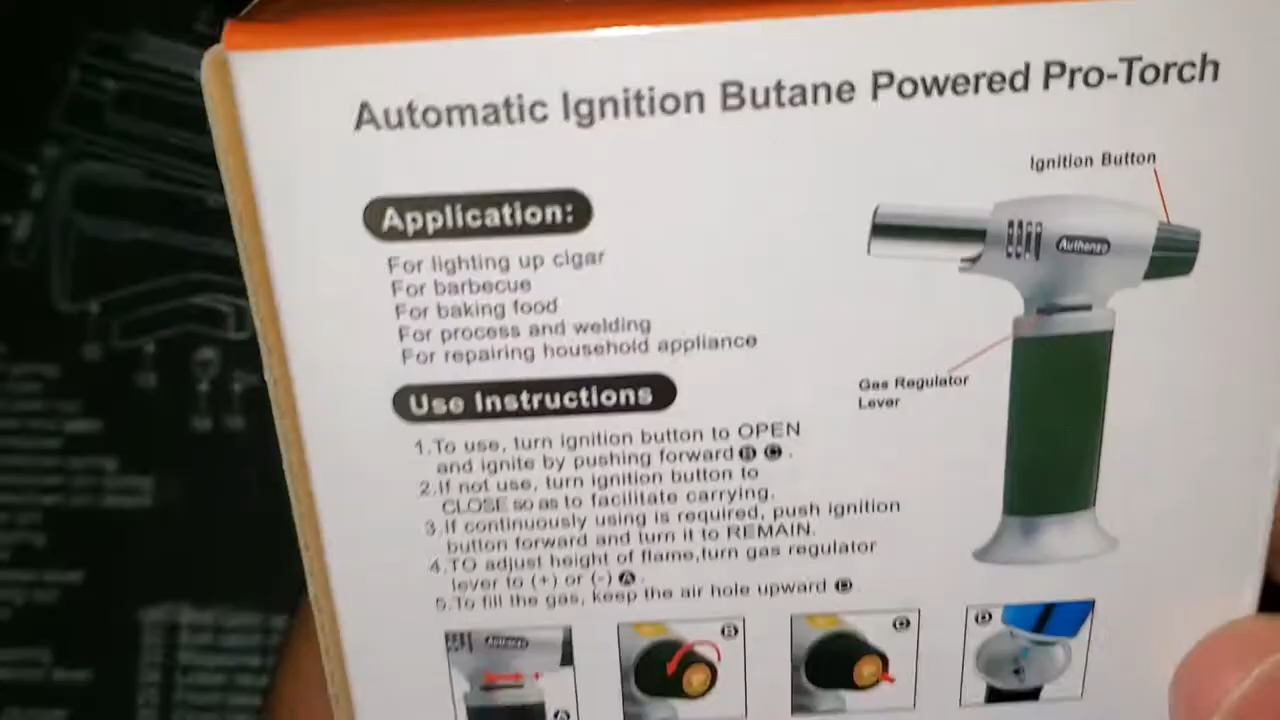 Automatic Ignition Butane Powered Pro-Torch
Ignition Button
Application:
For lighting up cigar
For barbecue
For baking food
For process and welding
For repairing household appliance
Gas Regulator
Lever
Use Instructions
1.To use, turn ignition button to OPEN
and ignite by pushing forward B C .
2.If not use, turn ignition button to
CLOSE so as to facilitate carrying.
3.If continuously using is required, push ignition
button forward and turn it to REMAIN.
4.TO adjust height of flame,turn gas regulator
lever to (+) or (-) A .
5.To fill the gas, keep the air hole upward
A
B
C
D